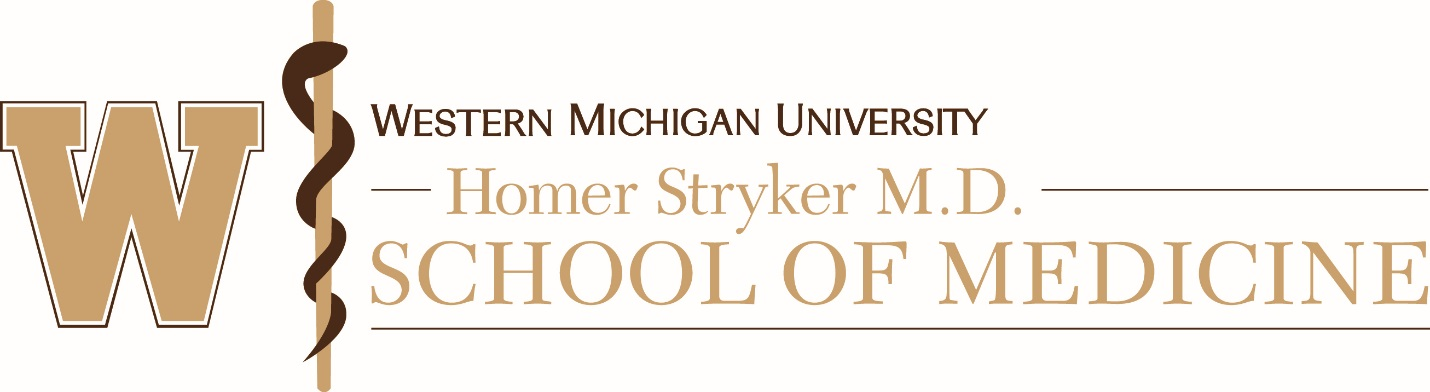 W
WESTERN MICHIGAN UNIVERSITY
Homer Stryker M.D.
SCHOOL OF MEDICINE